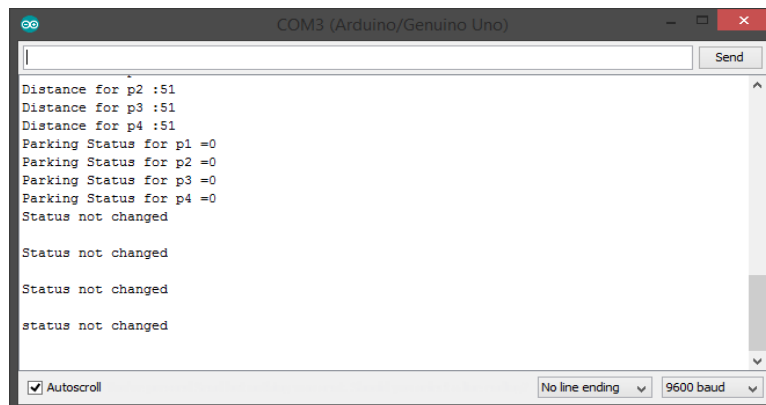 COM3 (Arduino/Genuino Uno)
Send
Distance for p2 :51
Distance for p3 :51
Distance for p4 :51
Parking Status for p1 =0
Parking Status for p2 =0
Parking Status for p3 =0
Parking Status for p4 =0
Status not changed
Status not changed
Status not changed
status not changed
Autoscroll
No line ending
9600 baud